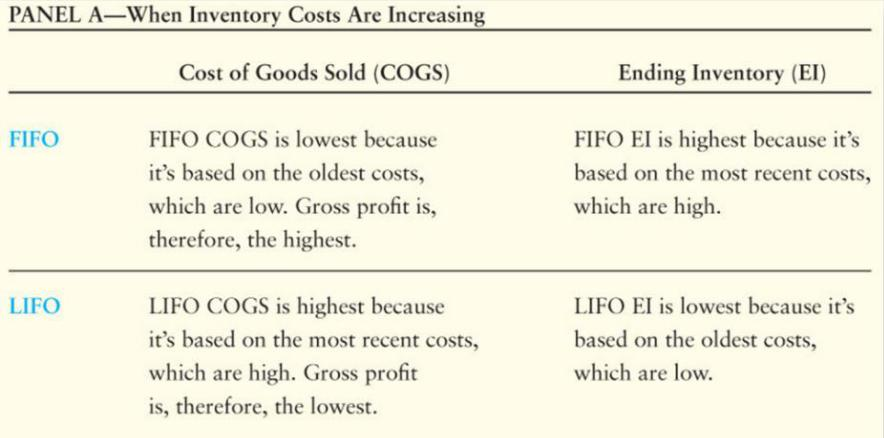 PANEL A—When Inventory Costs Are Increasing
Cost of Goods Sold (COGS) Ending Inventory (EI)
FIFO
FIFO COGS is lowest because
it's based on the oldest costs,
which are low. Gross profit is,
therefore, the highest.
FIFO EI is highest because it's
based on the most recent costs,
which are high.
LIFO
LIFO COGS is highest because
it's based on the most recent costs,
which are high. Gross profit
is, therefore, the lowest.
LIFO EI is lowest because it's
based on the oldest costs,
which are low.